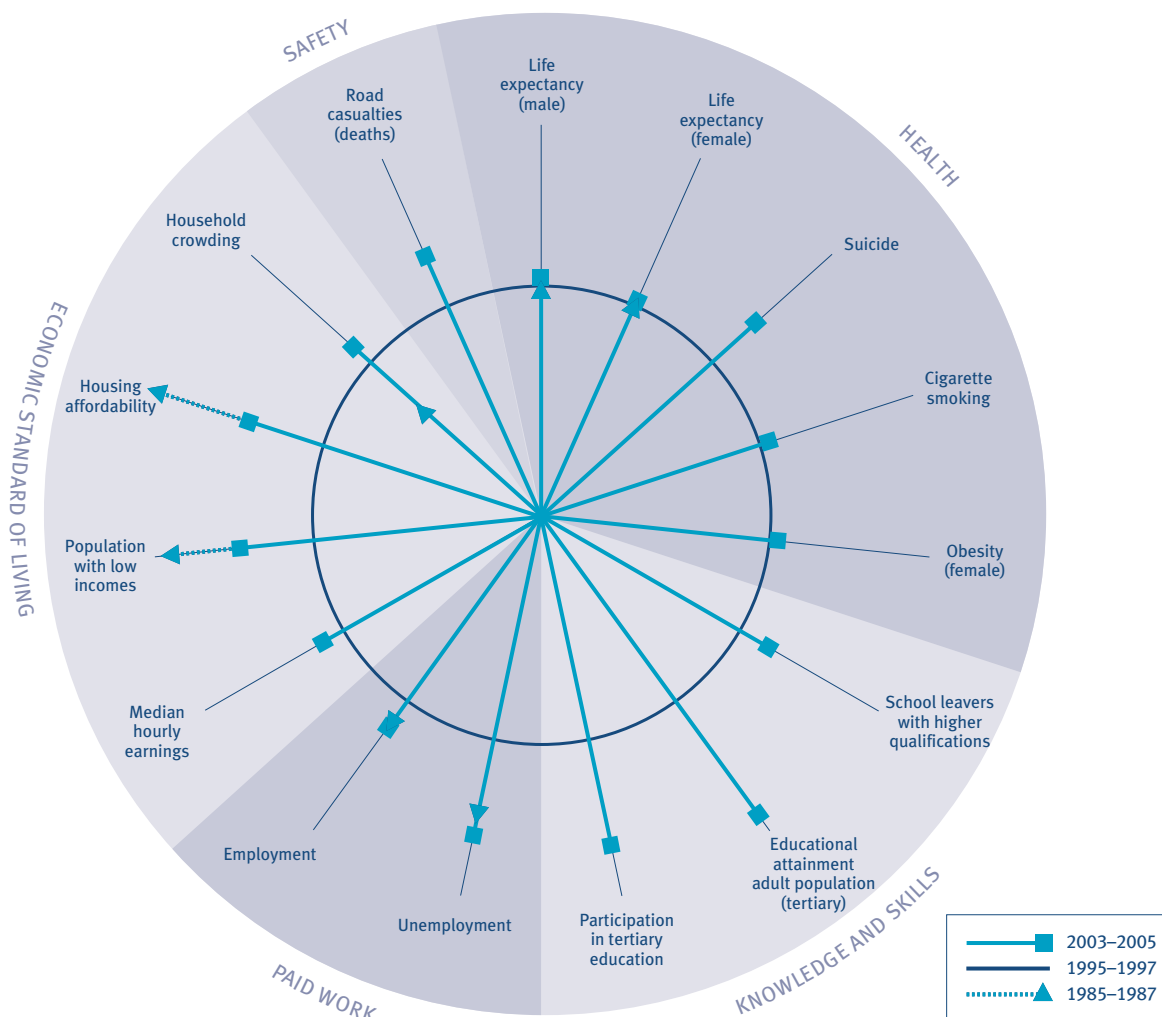 SAFETY
Life
expectancy
(male)
Road
casualties
(deaths)
Life
expectancy
(female)
HEALTH
Household
crowding
Suicide
ECONOMIC STANDARD OF LIVING
Housing
affordability
Cigarette
smoking
Population
with low
incomes
Obesity
(female)
Median
hourly
earnings
School leavers
with higher
qualifications
Employment
Educational
attainment
adult population
(tertiary)
Unemployment
Participation
in tertiary
education
PAID WORK
KNOWLEDGE AND SKILLS
2003–2005
1995–1997
1985–1987